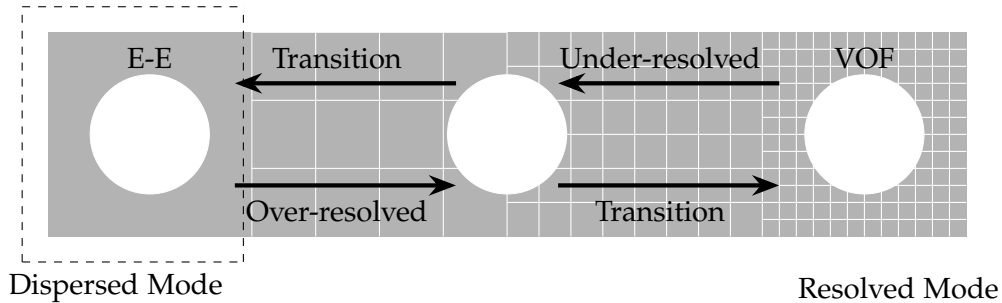 E-E
Transition
Under-resolved
VOF
Over-resolved
Transition
Dispersed Mode
Resolved Mode